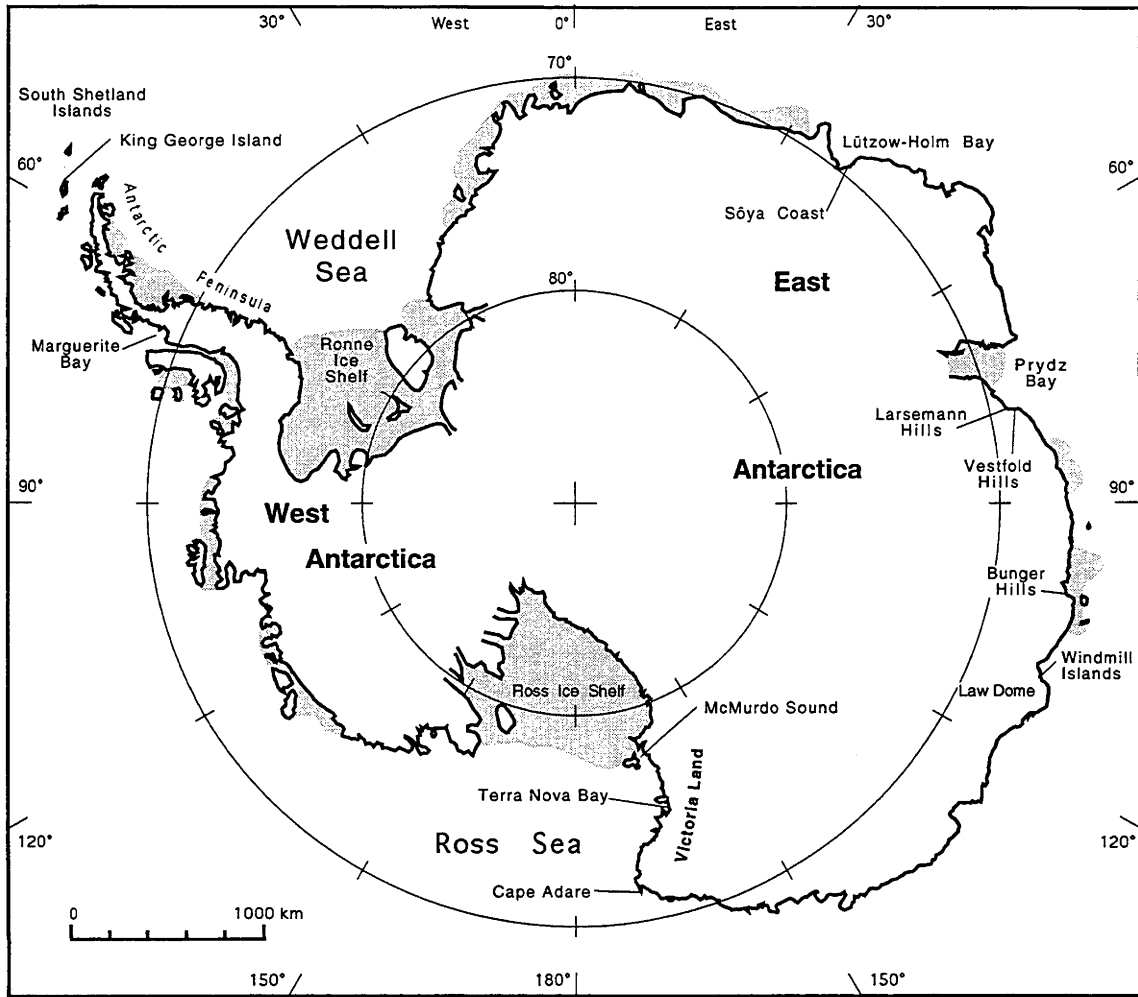 30°
West
0°
East
30°
70°
South Shetland
Islands
King George Island
Lützow-Holm Bay
60°
60°
Antarctic
Sôya Coast
Weddell
Sea
East
Feninsula
80°
Marguerite
Bay
Ronne
Ice
Shelf
Prydz
Bay
Larsemann
Hills
Antarctica
Vestfold
Hills
90°
90°
West
Antarctica
Bunger
Hills
Windmill
Islands
Ross Ice Shelf
Law Dome
McMurdo Sound
Victoria Land
Terra Nova Bay
120°
Ross Sea
120°
Cape Adare
0
1000 km
150°
180°
150°